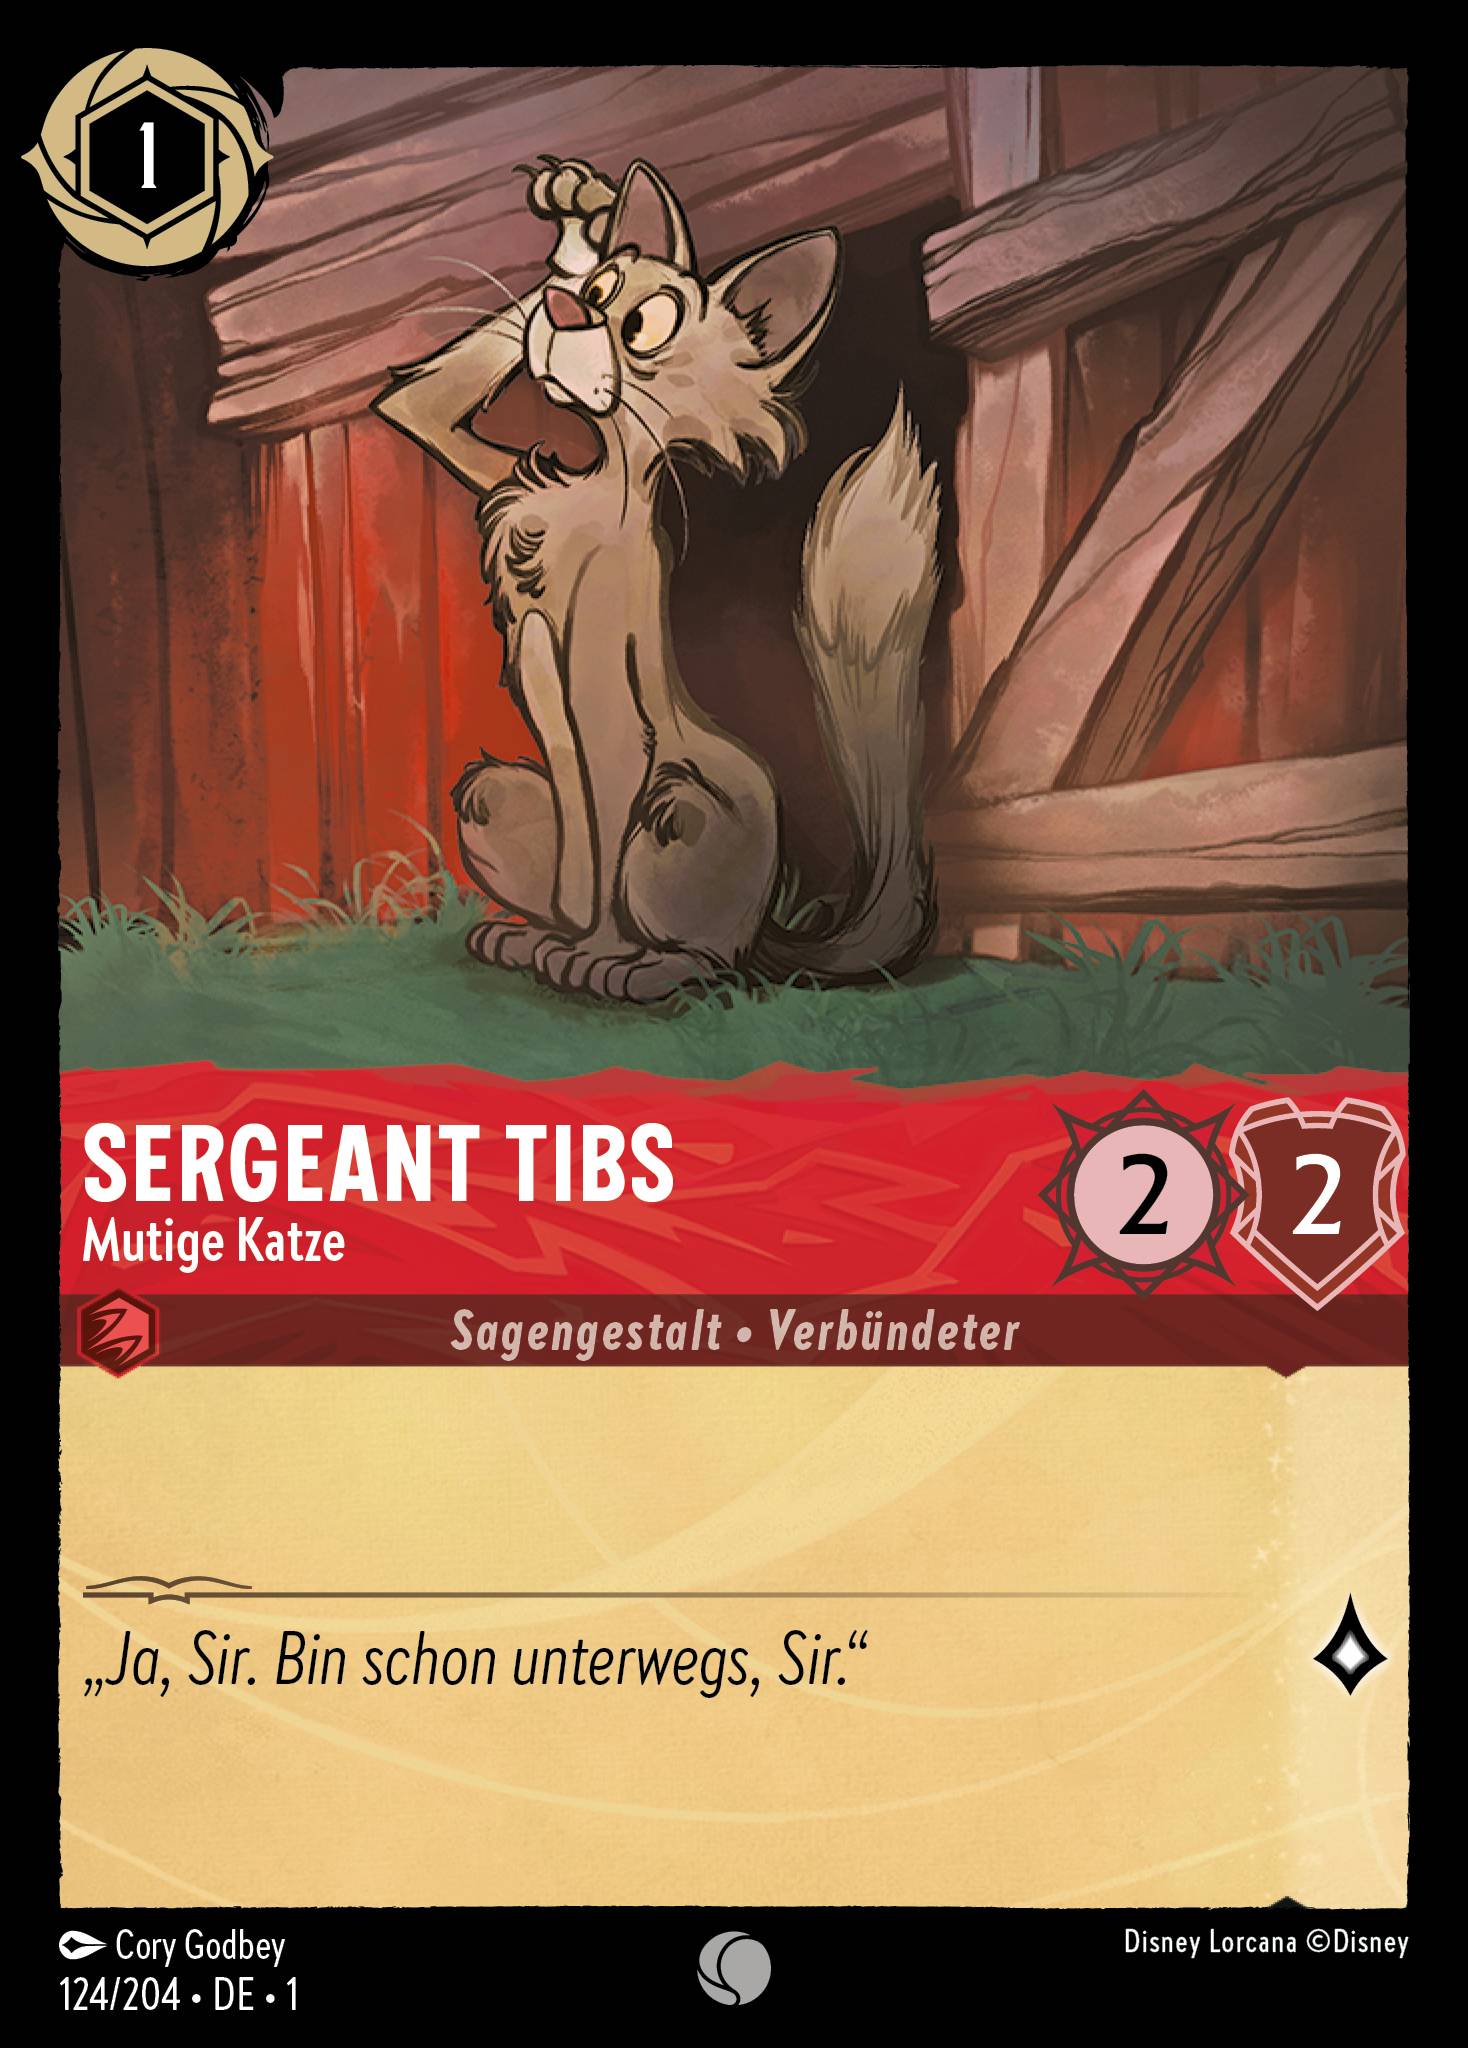 1
SERGEANT TIBS
Mutige Katze
2
2
Sagengestalt • Verbündeter
„Ja, Sir. Bin schon unterwegs, Sir.“
Cory Godbey
Disney Lorcana ©Disney
124/204 • DE • 1